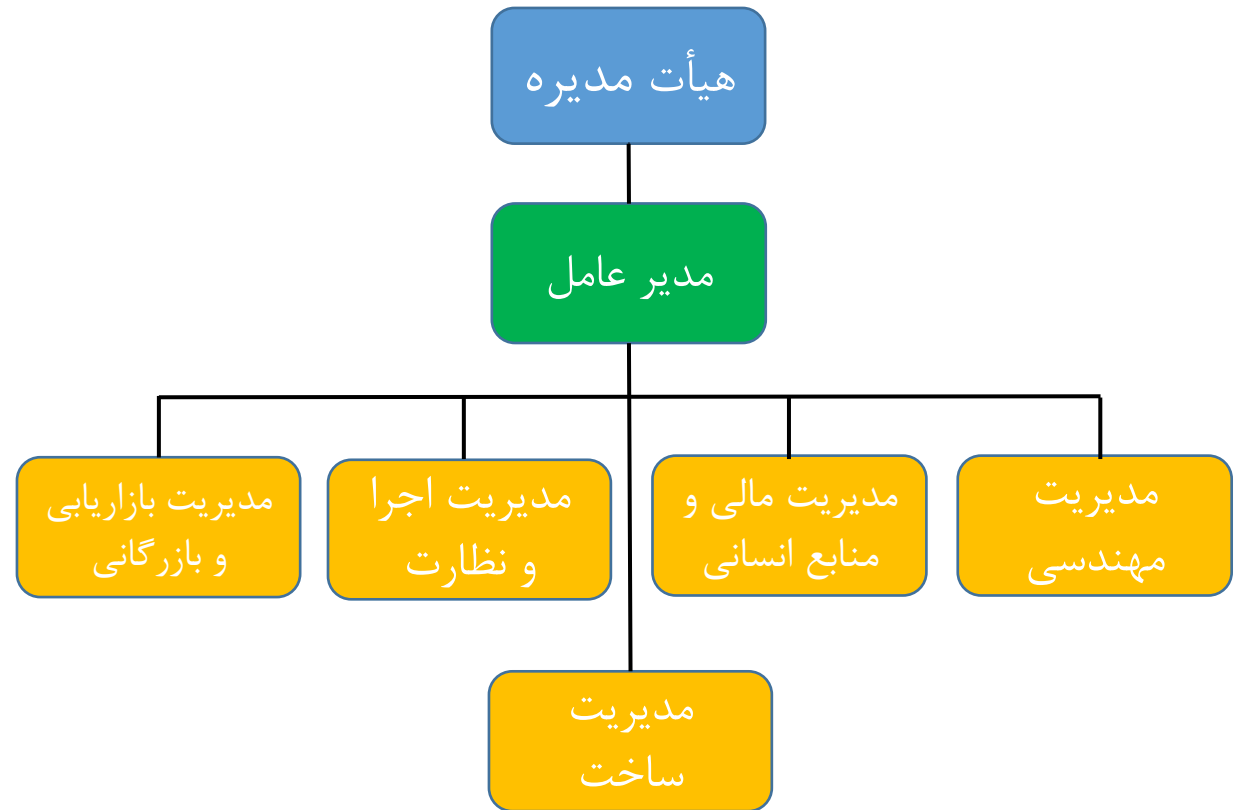 هیأت مدیره
مدیر عامل
مدیریت
مهندسی
مدیریت مالی و
منابع انسانی
مدیریت اجرا
و نظارت
مدیریت بازاریابی
و بازرگانی
مدیریت
ساخت